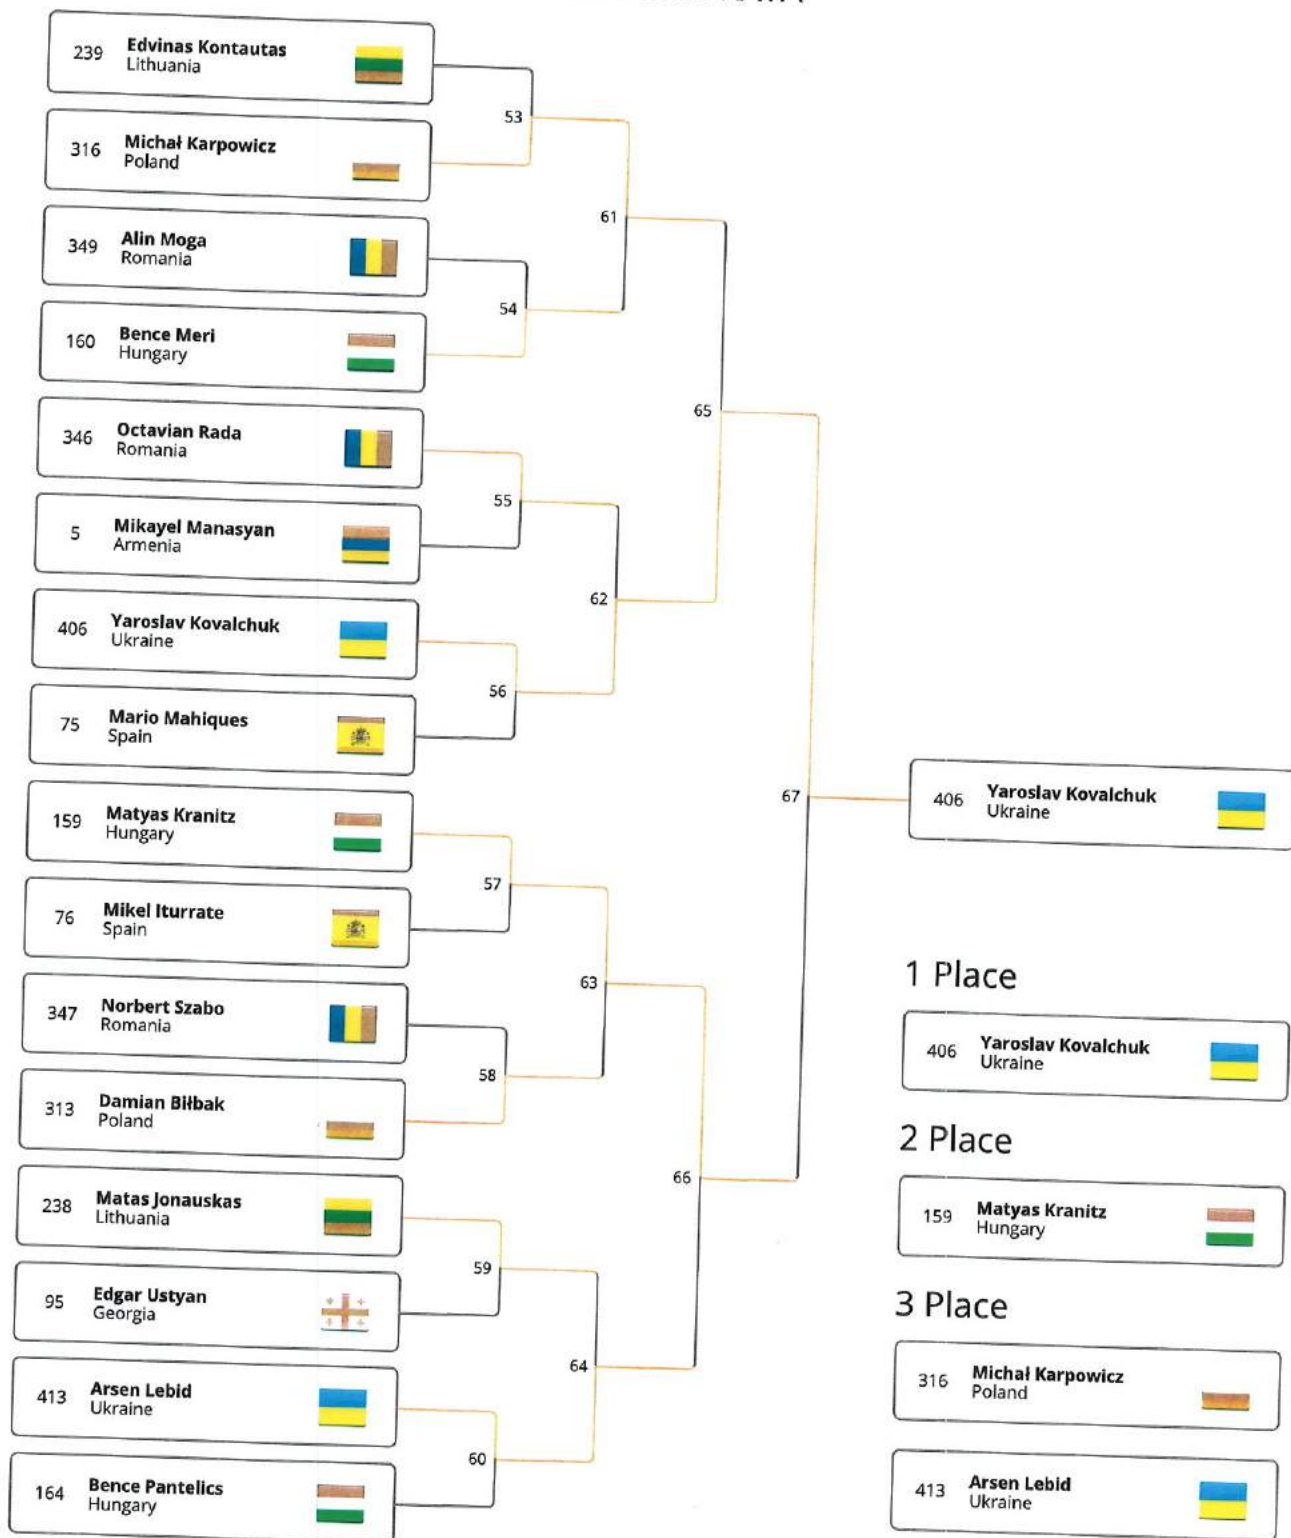 239 Edvinas Kontautas
Lithuania
53
316 Michał Karpowicz
Poland
61
349 Alin Moga
Romania
54
160 Bence Meri
Hungary
65
346 Octavian Rada
Romania
55
5 Mikayel Manasyan
Armenia
62
406 Yaroslav Kovalchuk
Ukraine
56
75 Mario Mahiques
Spain
67
406 Yaroslav Kovalchuk
Ukraine
159 Matyas Kranitz
Hungary
57
76 Mikel Iturrate
Spain
63
347 Norbert Szabo
Romania
58
313 Damian Biłbak
Poland
66
238 Matas Jonauskas
Lithuania
59
95 Edgar Ustyan
Georgia
64
413 Arsen Lebid
Ukraine
60
164 Bence Pantelics
Hungary
1 Place
406 Yaroslav Kovalchuk
Ukraine
2 Place
159 Matyas Kranitz
Hungary
3 Place
316 Michał Karpowicz
Poland
413 Arsen Lebid
Ukraine